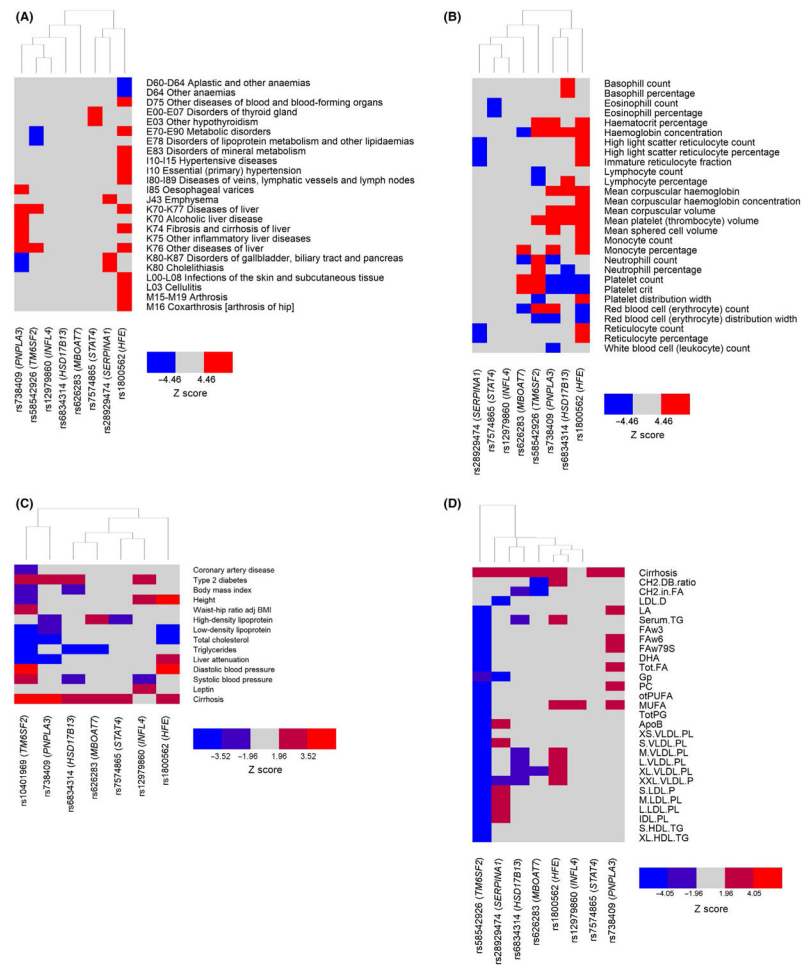 (A)
D60-D64 Aplastic and other anaemias
D64 Other anaemias
D75 Other diseases of blood and blood-forming organs
E00-E07 Disorders of thyroid gland
E03 Other hypothyroidism
E70-E90 Metabolic disorders
E78 Disorders of lipoprotein metabolism and other lipidaemias
E83 Disorders of mineral metabolism
I10-I15 Hypertensive diseases
I10 Essential (primary) hypertension
I80-I89 Diseases of veins, lymphatic vessels and lymph nodes
I85 Oesophageal varices
J43 Emphysema
K70-K77 Diseases of liver
K70 Alcoholic liver disease
K74 Fibrosis and cirrhosis of liver
K75 Other inflammatory liver diseases
K76 Other diseases of liver
K80-K87 Disorders of gallbladder, biliary tract and pancreas
K80 Cholelithiasis
L00-L08 Infections of the skin and subcutaneous tissue
L03 Cellulitis
M15-M19 Arthrosis
M16 Coxarthrosis [arthrosis of hip]
rs738409 (PNPLA3)
rs58542926 (TM6SF2)
rs12979860 (INFL4)
rs6834314 (HSD17B13)
rs626283 (MBOAT7)
rs7574865 (STAT4)
rs28929474 (SERPINA1)
rs1800562 (HFE)
−4.46 4.46
Z score
(B)
Basophill count
Basophill percentage
Eosinophill count
Eosinophill percentage
Haematocrit percentage
Haemoglobin concentration
High light scatter reticulocyte count
High light scatter reticulocyte percentage
Immature reticulocyte fraction
Lymphocyte count
Lymphocyte percentage
Mean corpuscular haemoglobin
Mean corpuscular haemoglobin concentration
Mean corpuscular volume
Mean platelet (thrombocyte) volume
Mean sphered cell volume
Monocyte count
Monocyte percentage
Neutrophill count
Neutrophill percentage
Platelet count
Platelet crit
Platelet distribution width
Red blood cell (erythrocyte) count
Red blood cell (erythrocyte) distribution width
Reticulocyte count
Reticulocyte percentage
White blood cell (leukocyte) count
rs28929474 (SERPINA1)
rs7574865 (STAT4)
rs12979860 (INFL4)
rs626283 (MBOAT7)
rs58542926 (TM6SF2)
rs738409 (PNPLA3)
rs6834314 (HSD17B13)
rs1800562 (HFE)
−4.46 4.46
Z score
(C)
Coronary artery disease
Type 2 diabetes
Body mass index
Height
Waist-hip ratio adj BMI
High-density lipoprotein
Low-density lipoprotein
Total cholesterol
Triglycerides
Liver attenuation
Diastolic blood pressure
Systolic blood pressure
Leptin
Cirrhosis
rs10401969 (TM6SF2)
rs738409 (PNPLA3)
rs6834314 (HSD17B13)
rs626283 (MBOAT7)
rs7574865 (STAT4)
rs12979860 (INFL4)
rs1800562 (HFE)
−3.52 −1.96 1.96 3.52
Z score
(D)
Cirrhosis
CH2.DB.ratio
CH2.in.FA
LDL.D
LA
Serum.TG
FAw3
FAw6
FAw79S
DHA
Tot.FA
Gp
PC
otPUFA
MUFA
TotPG
ApoB
XS.VLDL.PL
S.VLDL.PL
M.VLDL.PL
L.VLDL.PL
XL.VLDL.PL
XXL.VLDL.P
S.LDL.P
M.LDL.PL
L.LDL.PL
IDL.PL
S.HDL.TG
XL.HDL.TG
rs58542926 (TM6SF2)
rs28929474 (SERPINA1)
rs6834314 (HSD17B13)
rs626283 (MBOAT7)
rs1800562 (HFE)
rs12979860 (INFL4)
rs7574865 (STAT4)
rs738409 (PNPLA3)
−4.05 −1.96 1.96 4.05
Z score